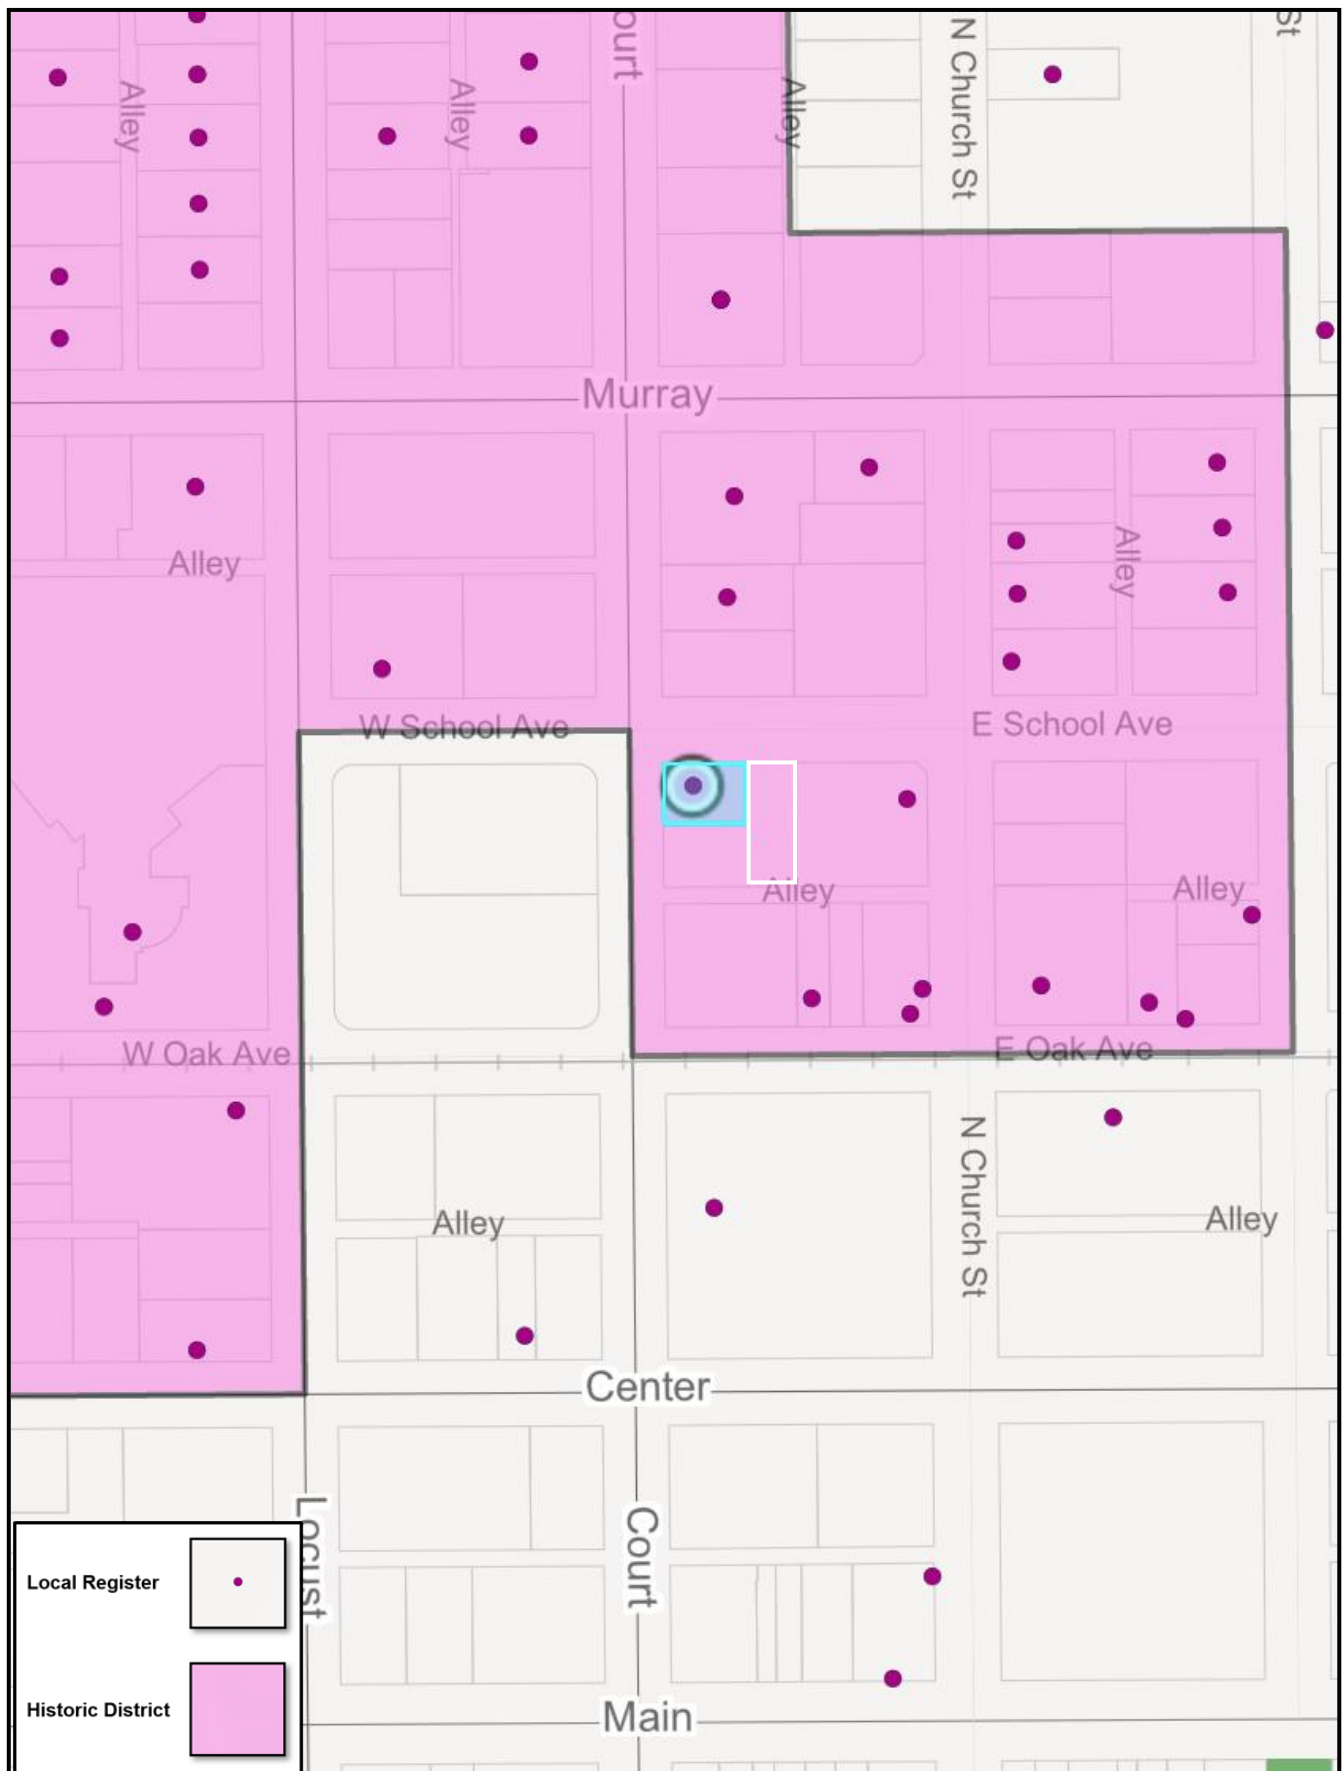 ourt
St
N Church St
Alley
Alley
Alley
Murray
Alley
Alley
W School Ave
E School Ave
Alley
Alley
W Oak Ave
E Oak Ave
N Church St
Alley
Alley
Center
Locust
Court
Local Register
Historic District
Main